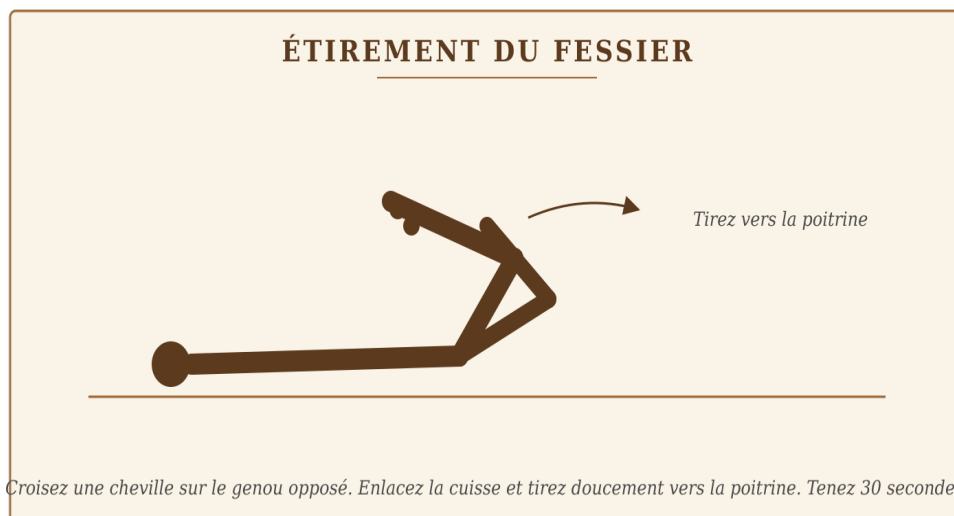 ÉTIREMENT DU FESSIER
Tirez vers la poitrine
Croisez une cheville sur le genou opposé. Enlacez la cuisse et tirez doucement vers la poitrine. Tenez 30 seconde